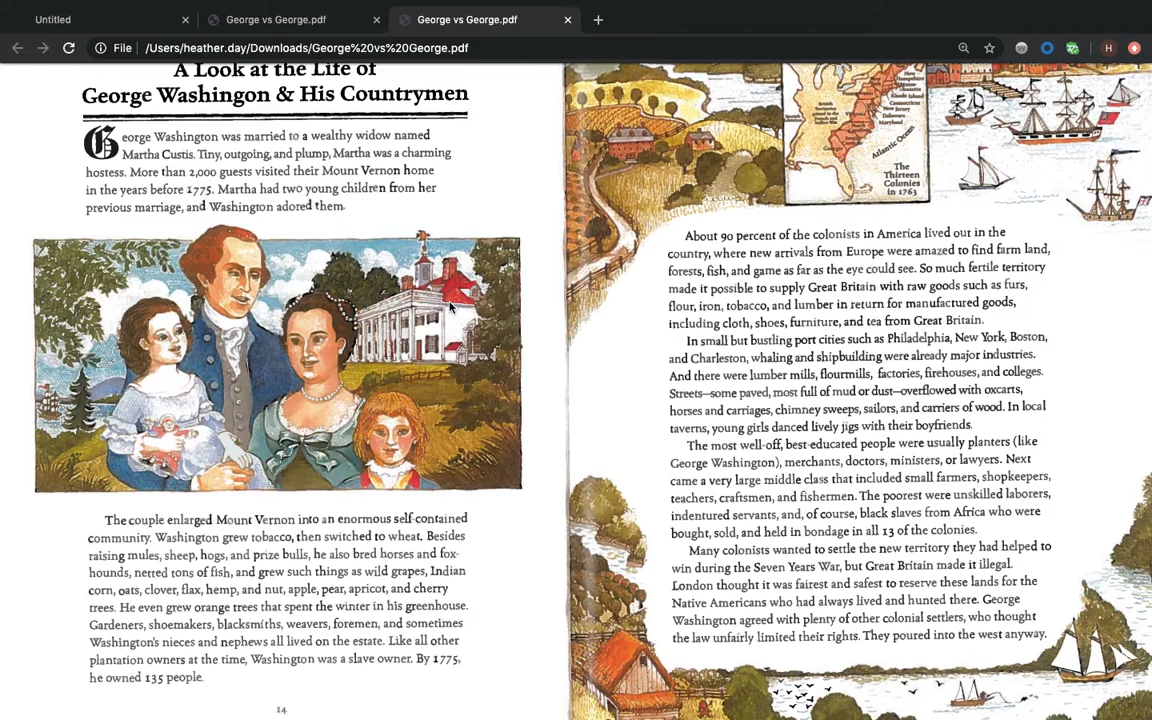 Untitled
George vs George.pdf
George vs George.pdf
File
/Users/heather.day/Downloads/George%20vs%20George.pdf
H
A Look at the Life of
George Washingon & His Countrymen
George Washington was married to a wealthy widow named
Martha Custis. Tiny, outgoing, and plump, Martha was a charming
hostess. More than 2,000 guests visited their Mount Vernon home
in the years before 1775. Martha had two young children from her
previous marriage, and Washington adored them.
The couple enlarged Mount Vernon into an enormous self-contained
community. Washington grew tobacco, then switched to wheat. Besides
raising mules, sheep, hogs, and prize bulls, he also bred horses and fox-
hounds, netted tons of fish, and grew such things as wild grapes, Indian
corn, oats, clover, flax, hemp, and nut, apple, pear, apricot, and cherry
trees. He even grew orange trees that spent the winter in his greenhouse.
Gardeners, shoemakers, blacksmiths, weavers, foremen, and sometimes
Washington's nieces and nephews all lived on the estate. Like all other
plantation owners at the time, Washington was a slave owner. By 1775,
he owned 135 people.
14
New Hampshire
Rhode Island
Connecticut
New Jersey
Delaware
Maryland
Atlantic Ocean
The
Thirteen
Colonies
in 1763
About 90 percent of the colonists in America lived out in the
country, where new arrivals from Europe were amazed to find farm land,
forests, fish, and game as far as the eye could see. So much fertile territory
made it possible to supply Great Britain with raw goods such as furs,
flour, iron, tobacco, and lumber in return for manufactured goods,
including cloth, shoes, furniture, and tea from Great Britain.
In small but bustling port cities such as Philadelphia, New York, Boston,
and Charleston, whaling and shipbuilding were already major industries.
And there were lumber mills, flourmills, factories, firehouses, and colleges.
Streets—some paved, most full of mud or dust—overflowed with oxcarts,
horses and carriages, chimney sweeps, sailors, and carriers of wood. In local
taverns, young girls danced lively jigs with their boyfriends.
The most well-off, best-educated people were usually planters (like
George Washington), merchants, doctors, ministers, or lawyers. Next
came a very large middle class that included small farmers, shopkeepers,
teachers, craftsmen, and fishermen. The poorest were unskilled laborers,
indentured servants, and, of course, black slaves from Africa who were
bought, sold, and held in bondage in all 13 of the colonies.
Many colonists wanted to settle the new territory they had helped to
win during the Seven Years War, but Great Britain made it illegal.
London thought it was fairest and safest to reserve these lands for the
Native Americans who had always lived and hunted there. George
Washington agreed with plenty of other colonial settlers, who thought
the law unfairly limited their rights. They poured into the west anyway.